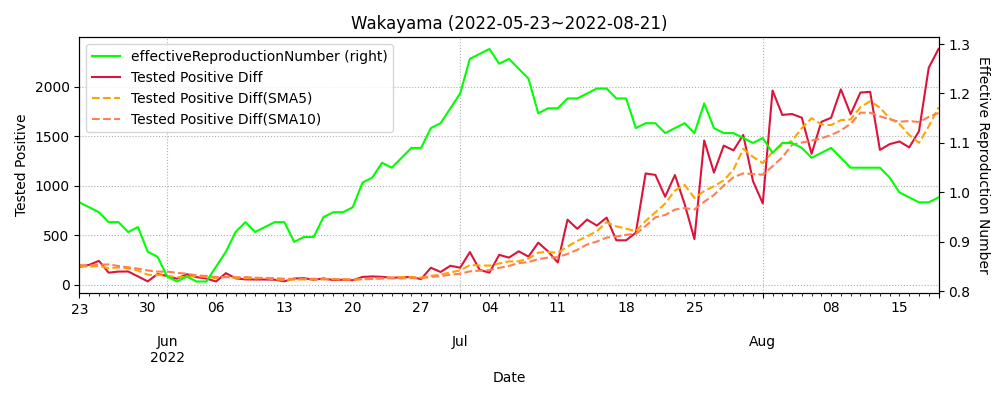 Wakayama (2022-05-23~2022-08-21)
effectiveReproductionNumber (right)
Tested Positive Diff
Tested Positive Diff(SMA5)
Tested Positive Diff(SMA10)
Tested Positive
2000
1500
1000
500
0
Effective Reproduction Number
1.3
1.2
1.1
1.0
0.9
0.8
23 30 06 13 20 27 04 11 18 25 08 15
Jun Jul Aug
2022
Date